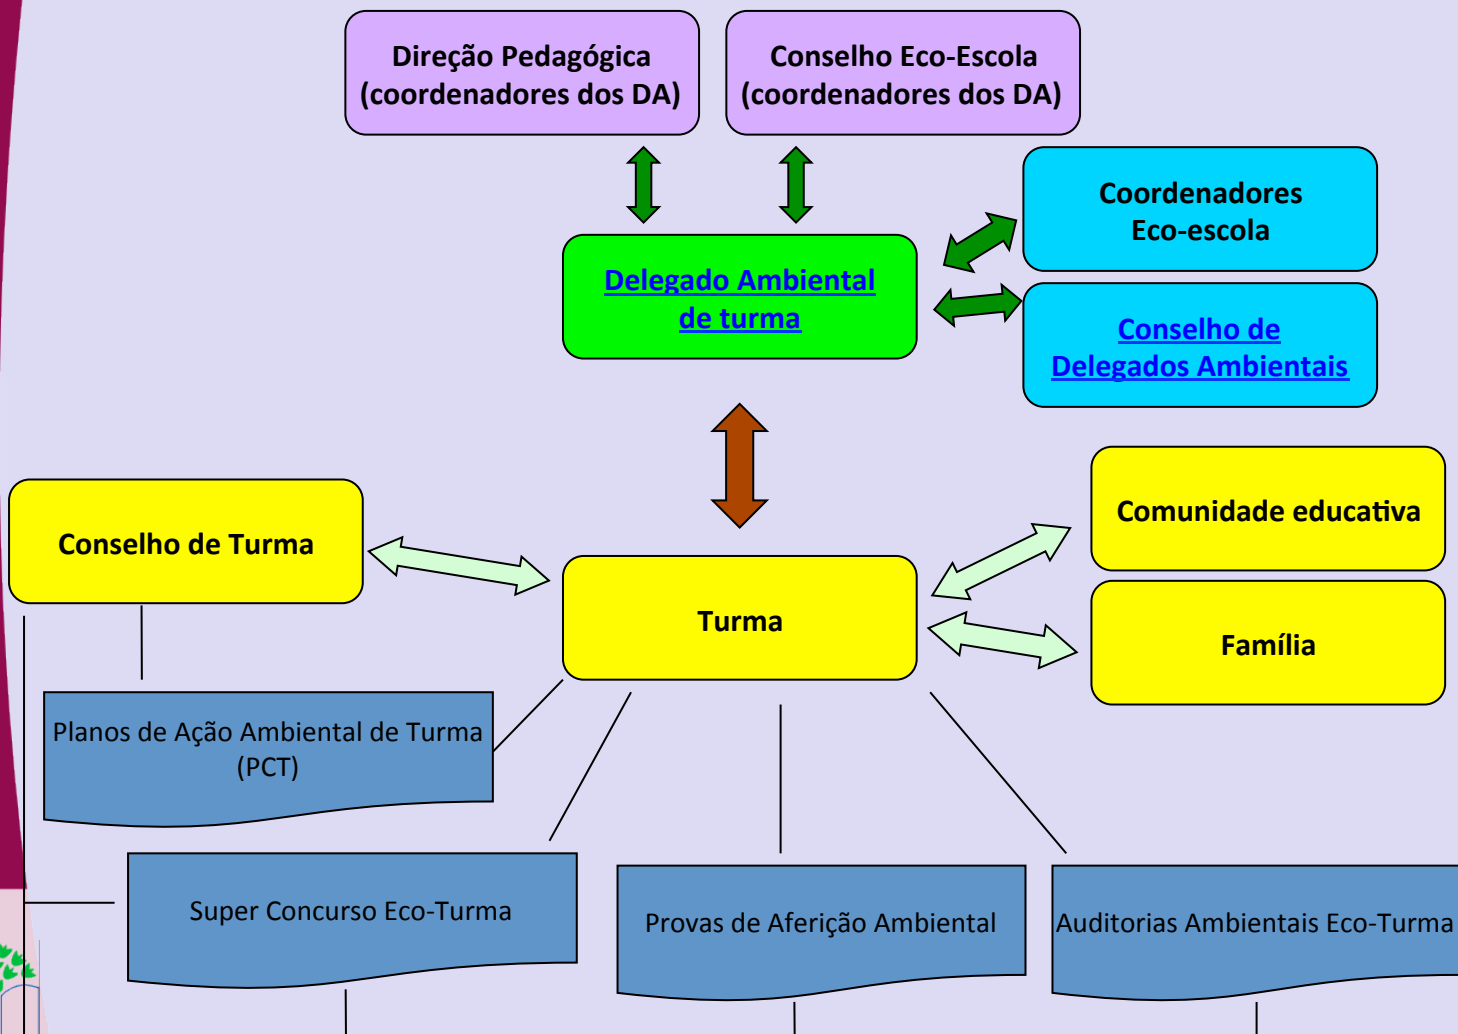 Direção Pedagógica
(coordenadores dos DA)
Conselho Eco-Escola
(coordenadores dos DA)
Coordenadores
Eco-escola
Delegado Ambiental
de turma
Conselho de
Delegados Ambientais
Comunidade educativa
Conselho de Turma
Turma
Família
Planos de Ação Ambiental de Turma
(PCT)
Super Concurso Eco-Turma
Provas de Aferição Ambiental
Auditorias Ambientais Eco-Turma